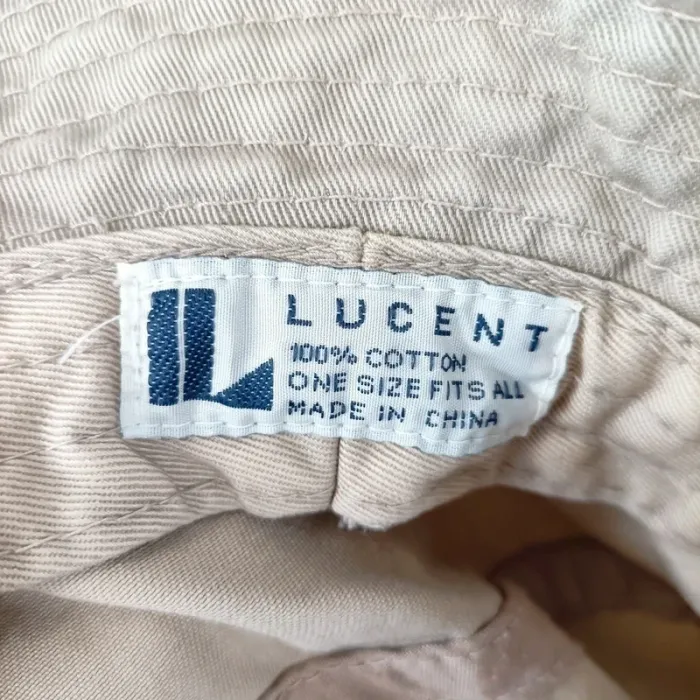 LUCENT
100% COTTON
ONE SIZE FITS ALL
MADE IN CHINA